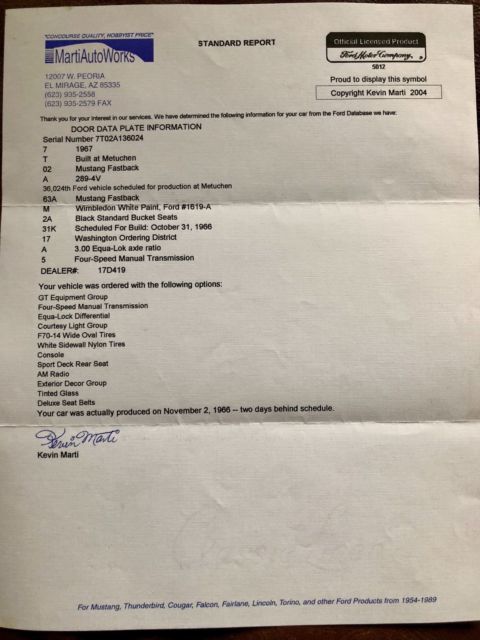 "CONCOURSE QUALITY, HOBBYIST PRICE"
MartiAutoWorks
12007 W. PEORIA
EL MIRAGE, AZ 85335
(623) 935-2558
(623) 935-2579 FAX
STANDARD REPORT
Official Licensed Product
Ford Motor Company
5012
Proud to display this symbol
Copyright Kevin Marti 2004
Thank you for your interest in our services. We have determined the following information for your car from the Ford Database we have:
DOOR DATA PLATE INFORMATION
Serial Number 7T02A136024
7 1967
T Built at Metuchen
02 Mustang Fastback
A 289-4V
36,024th Ford vehicle scheduled for production at Metuchen
63A Mustang Fastback
M Wimbledon White Paint, Ford #1619-A
2A Black Standard Bucket Seats
31K Scheduled For Build: October 31, 1966
17 Washington Ordering District
A 3.00 Equa-Lok axle ratio
5 Four-Speed Manual Transmission
DEALER#: 17D419
Your vehicle was ordered with the following options:
GT Equipment Group
Four-Speed Manual Transmission
Equa-Lock Differential
Courtesy Light Group
F70-14 Wide Oval Tires
White Sidewall Nylon Tires
Console
Sport Deck Rear Seat
AM Radio
Exterior Decor Group
Tinted Glass
Deluxe Seat Belts
Your car was actually produced on November 2, 1966 -- two days behind schedule.
Kevin Marti
Kevin Marti
For Mustang, Thunderbird, Cougar, Falcon, Fairlane, Lincoln, Torino, and other Ford Products from 1954-1989